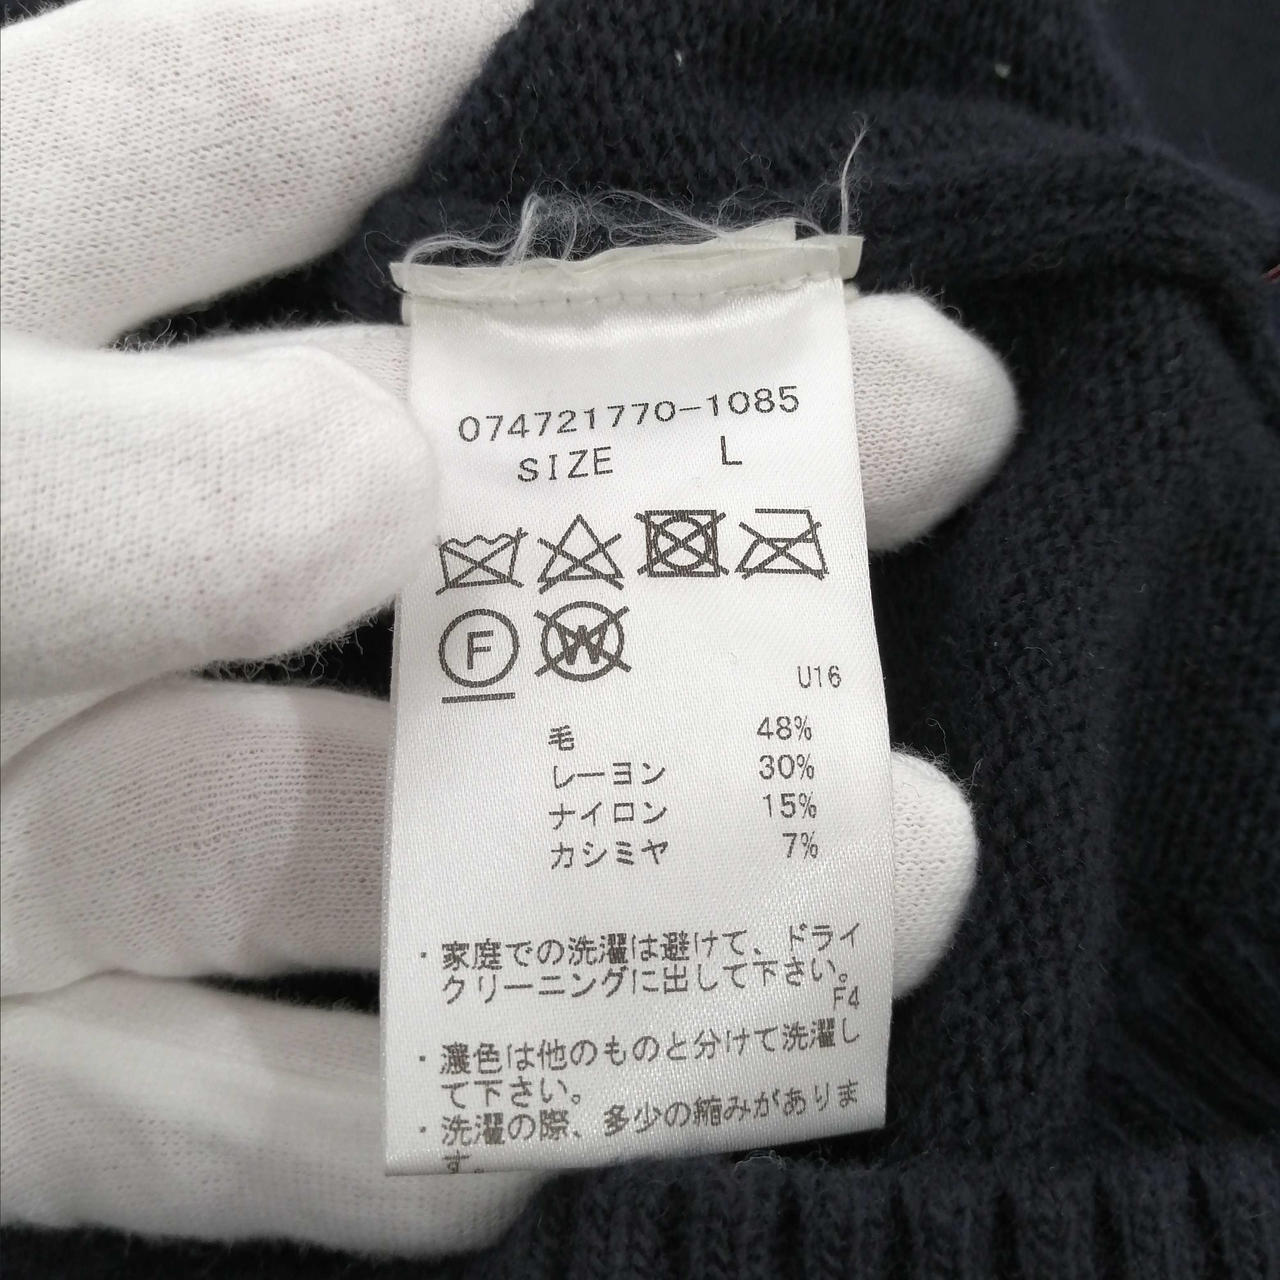 074721770-1085
SIZE L
F W
U16
毛 48%
レーヨン 30%
ナイロン 15%
カシミヤ 7%
・家庭での洗濯は避けて、ドライ
クリーニングに出して下さい。
F4
・濃色は他のものと分けて洗濯し
て下さい。
・洗濯の際、多少の縮みがありま
す。